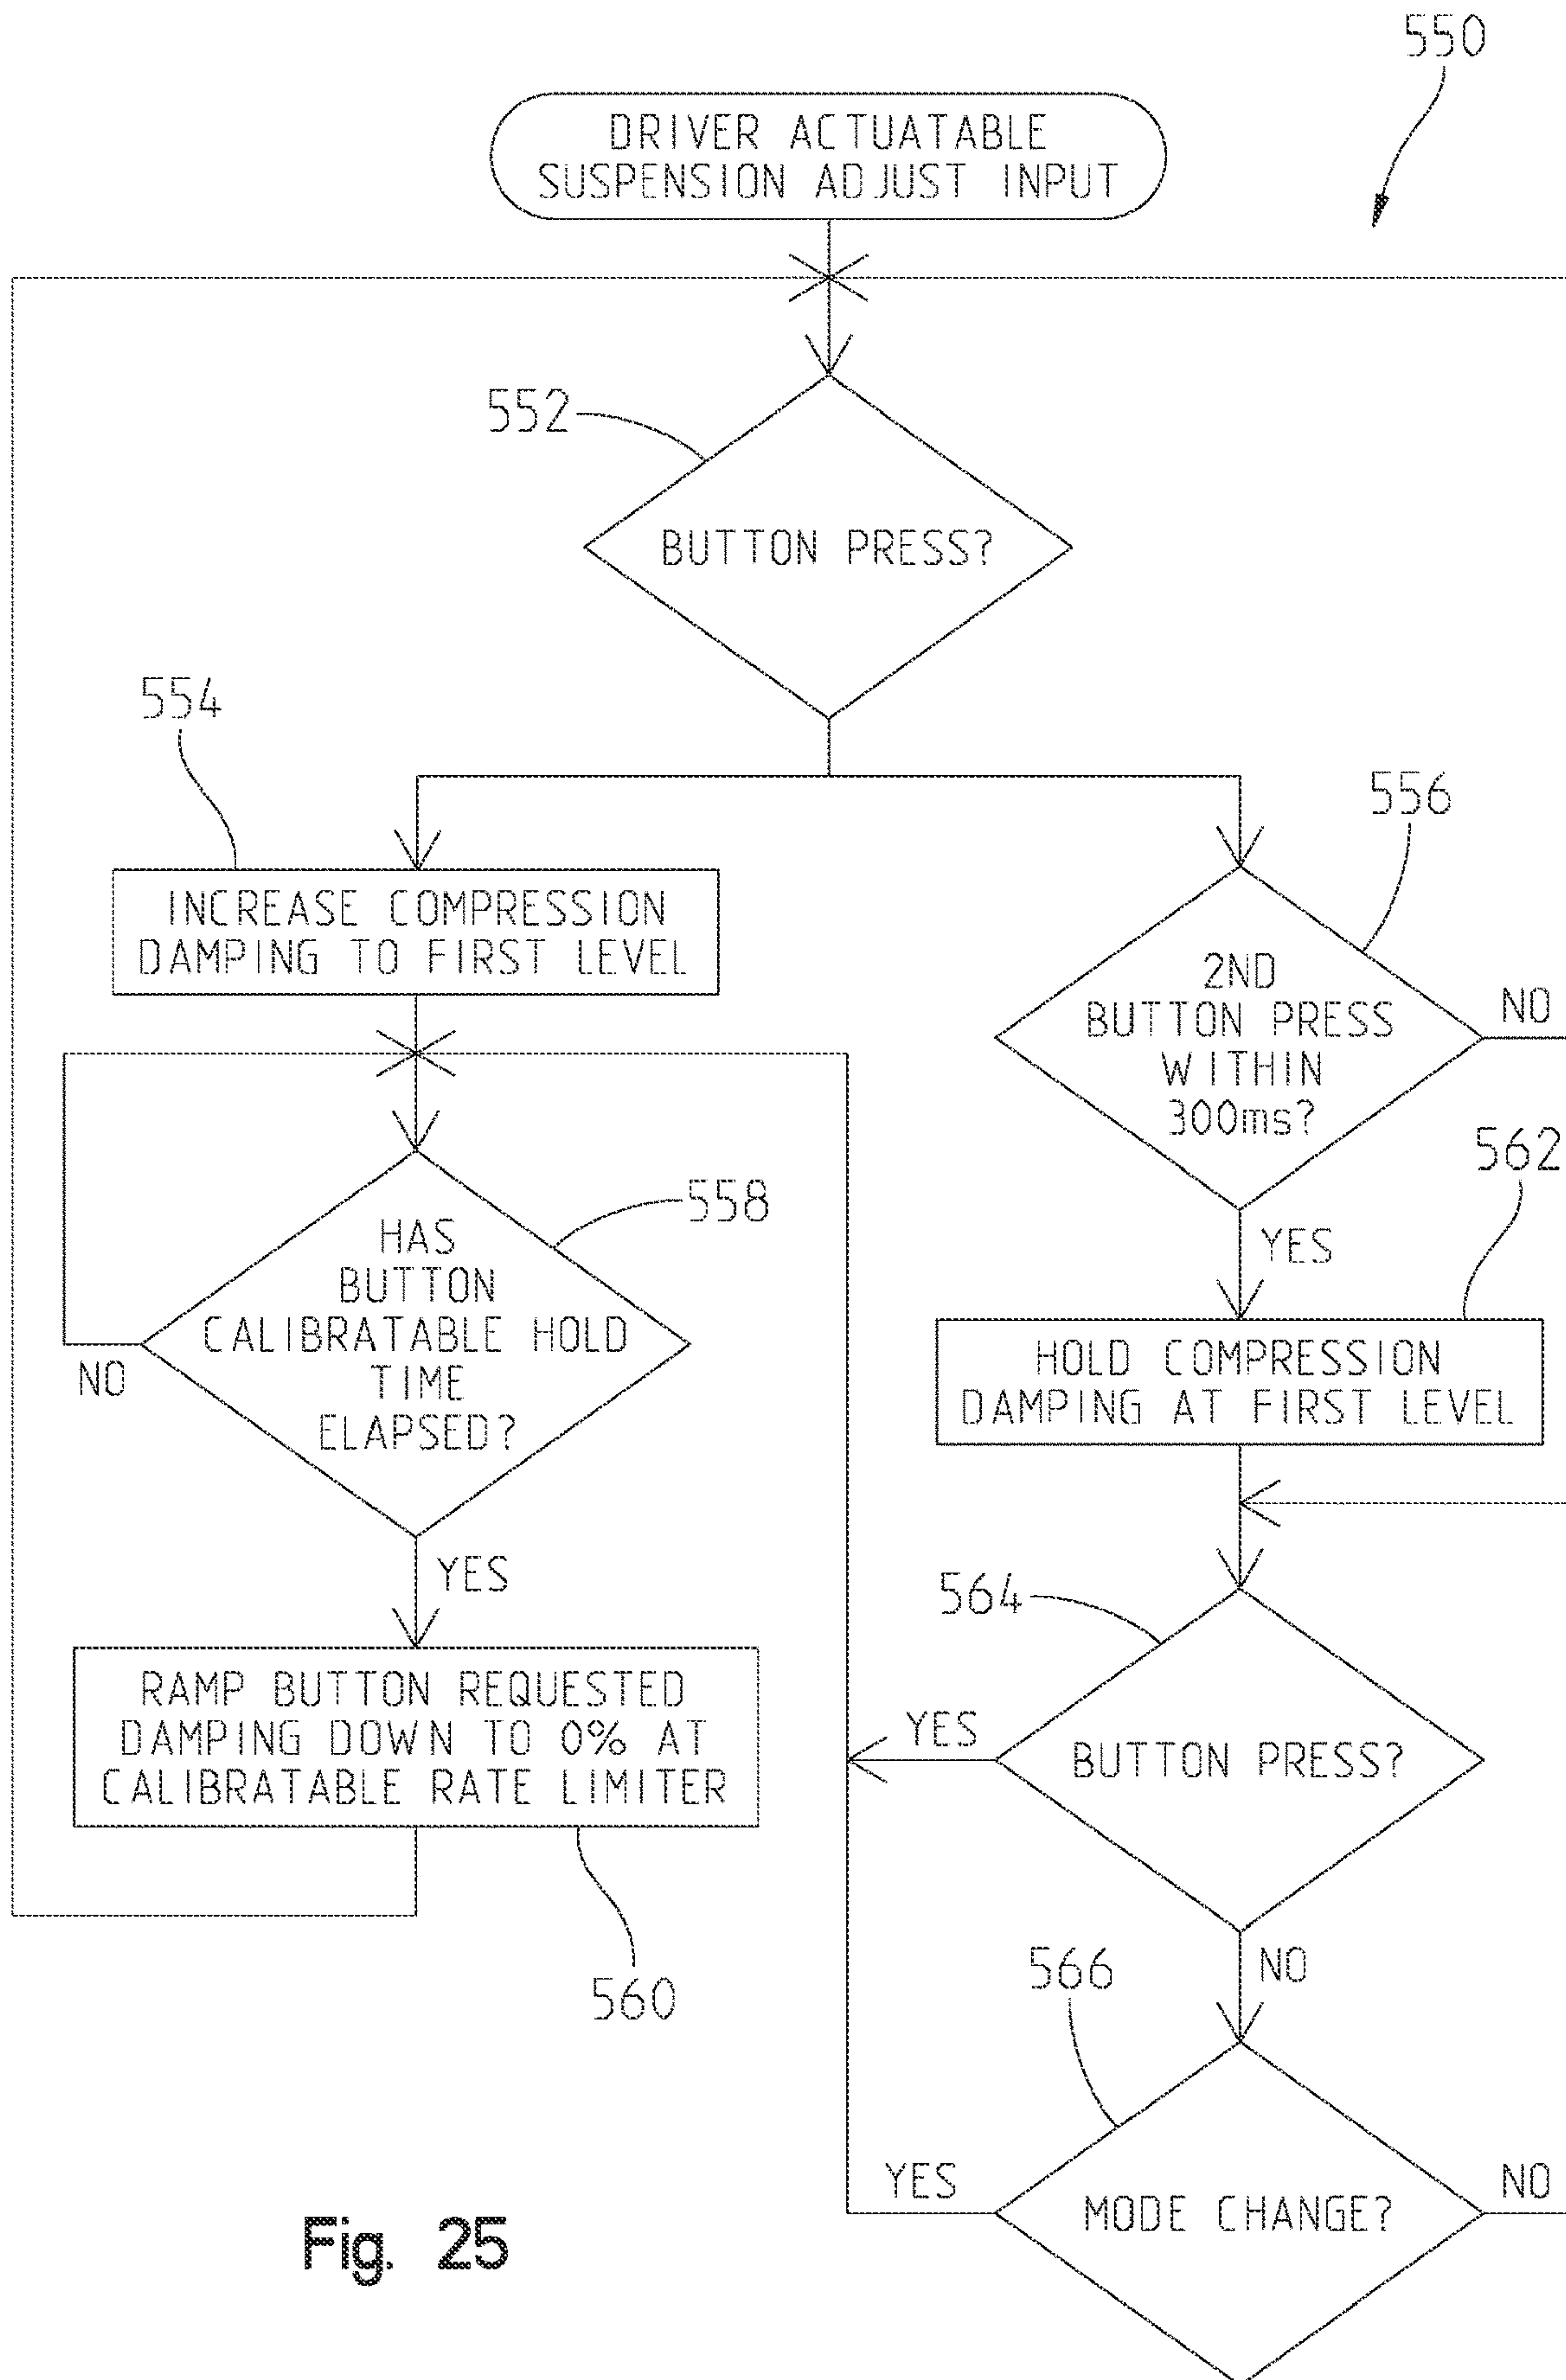 550
DRIVER ACTUATABLE
SUSPENSION ADJUST INPUT
552
BUTTON PRESS?
554
556
INCREASE COMPRESSION
DAMPING TO FIRST LEVEL
2ND
BUTTON PRESS
WITHIN
300ms?
NO
562
558
HAS
BUTTON
CALIBRATABLE HOLD
TIME
ELAPSED?
NO
YES
YES
HOLD COMPRESSION
DAMPING AT FIRST LEVEL
564
RAMP BUTTON REQUESTED
DAMPING DOWN TO 0% AT
CALIBRATABLE RATE LIMITER
YES
BUTTON PRESS?
560
566
NO
YES
MODE CHANGE?
NO
Fig. 25